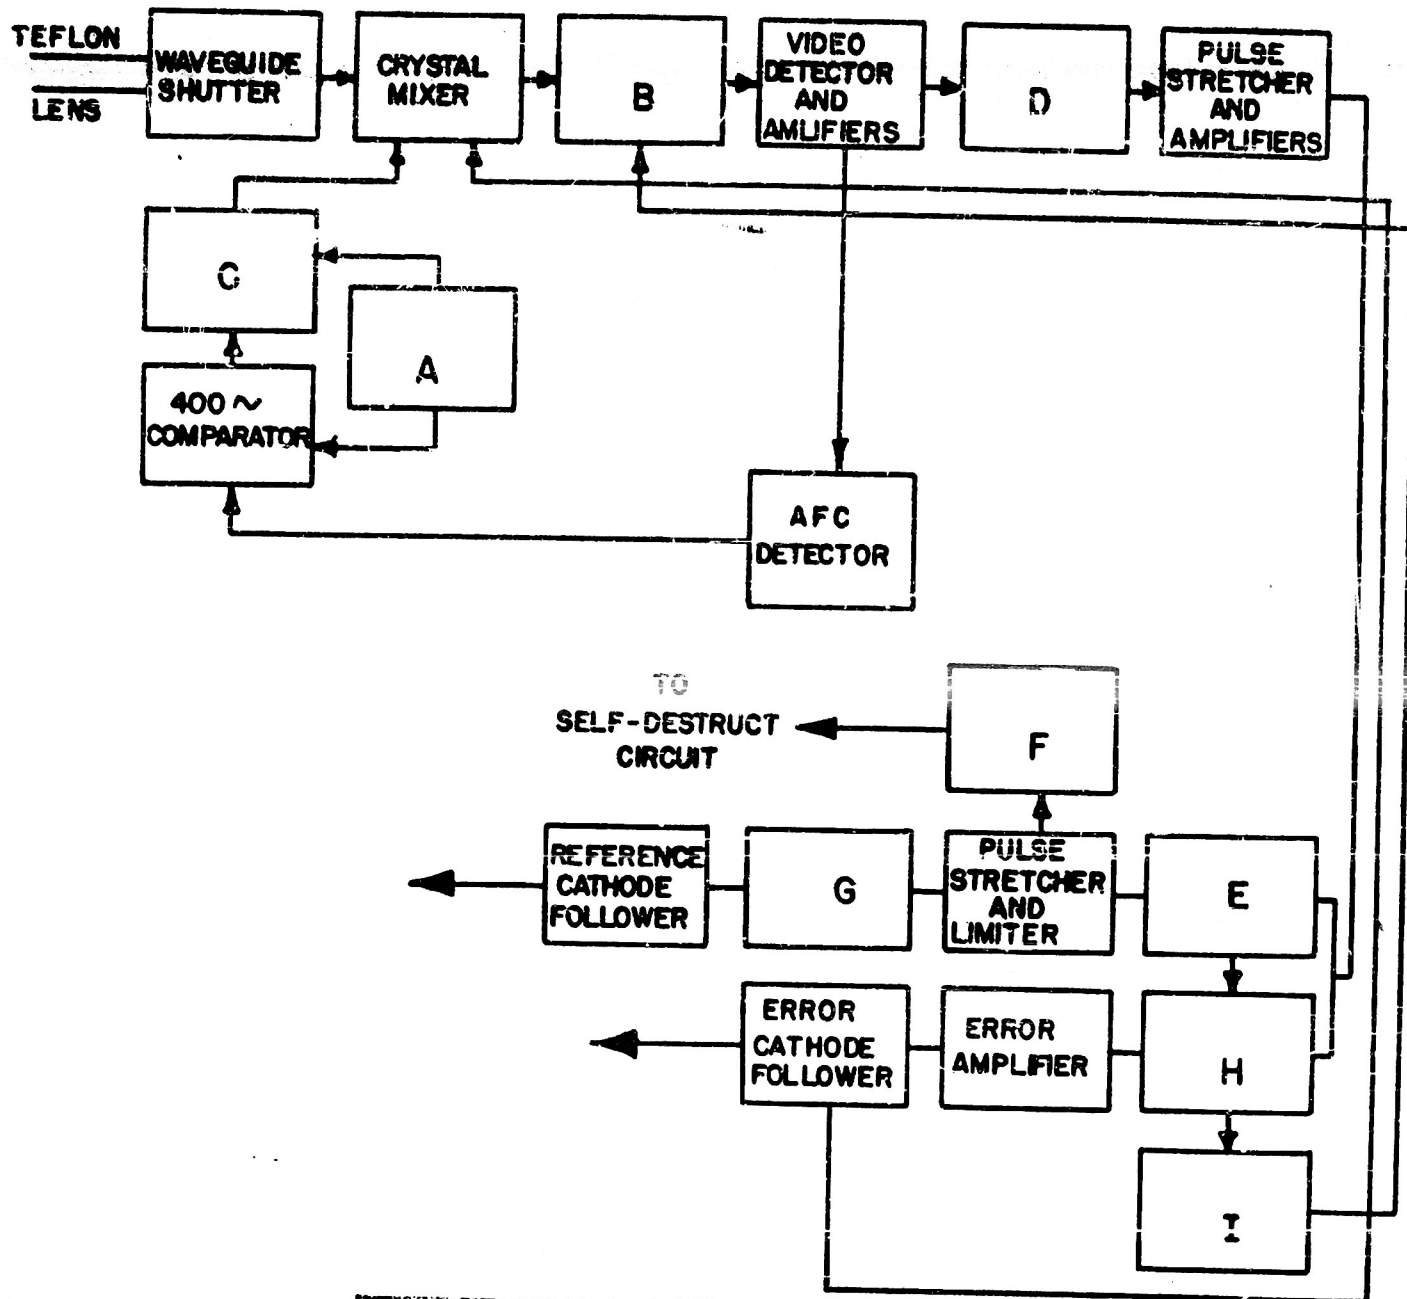 TEFLON
LENS
WAVEGUIDE
SHUTTER
CRYSTAL
MIXER
B
VIDEO
DETECTOR
AND
AMLIFIERS
D
PULSE
STRETCHER
AND
AMPLIFIERS
C
A
400 ~
COMPARATOR
AFC
DETECTOR
TO
SELF-DESTRUCT
CIRCUIT
F
REFERENCE
CATHODE
FOLLOWER
G
PULSE
STRETCHER
AND
LIMITER
E
ERROR
CATHODE
FOLLOWER
ERROR
AMPLIFIER
H
I